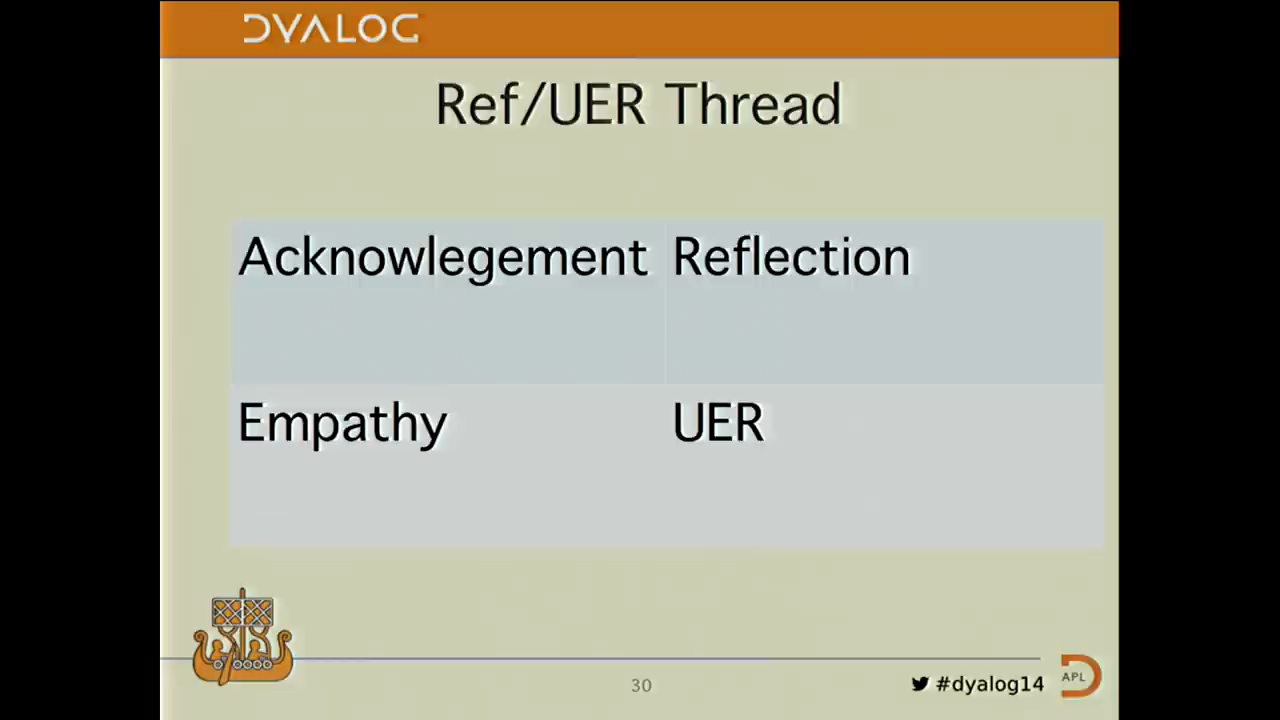 DYALOG
Ref/UER Thread
Acknowlegement Reflection
Empathy UER
30
#dyalog14
APL